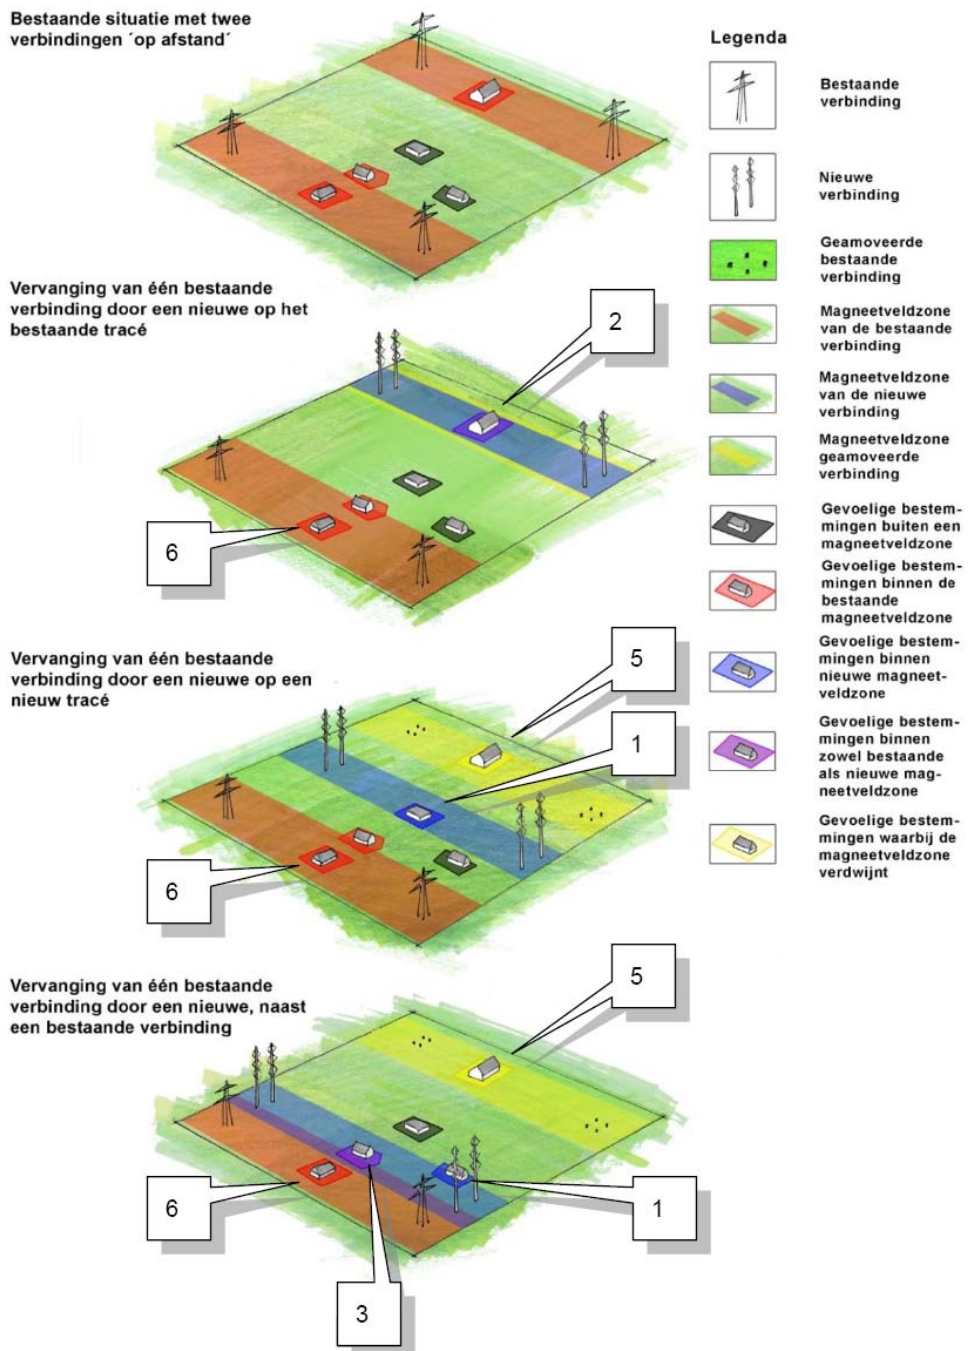 Bestaande situatie met twee
verbindingen ´op afstand´
Vervanging van één bestaande
verbinding door een nieuwe op het
bestaande tracé
2
6
Vervanging van één bestaande
verbinding door een nieuwe op een
nieuw tracé
5
1
6
Vervanging van één bestaande
verbinding door een nieuwe, naast
een bestaande verbinding
5
6
1
3
Legenda
Bestaande
verbinding
Nieuwe
verbinding
Geamoveerde
bestaande
verbinding
Magneetveldzone
van de bestaande
verbinding
Magneetveldzone
van de nieuwe
verbinding
Magneetveldzone
geamoveerde
verbinding
Gevoelige bestem-
mingen buiten een
magneetveldzone
Gevoelige bestem-
mingen binnen de
bestaande
magneetveldzone
Gevoelige bestem-
mingen binnen
nieuwe magneet-
veldzone
Gevoelige bestem-
mingen binnen
zowel bestaande
als nieuwe mag-
neetveldzone
Gevoelige bestem-
mingen waarbij de
magneetveldzone
verdwijnt